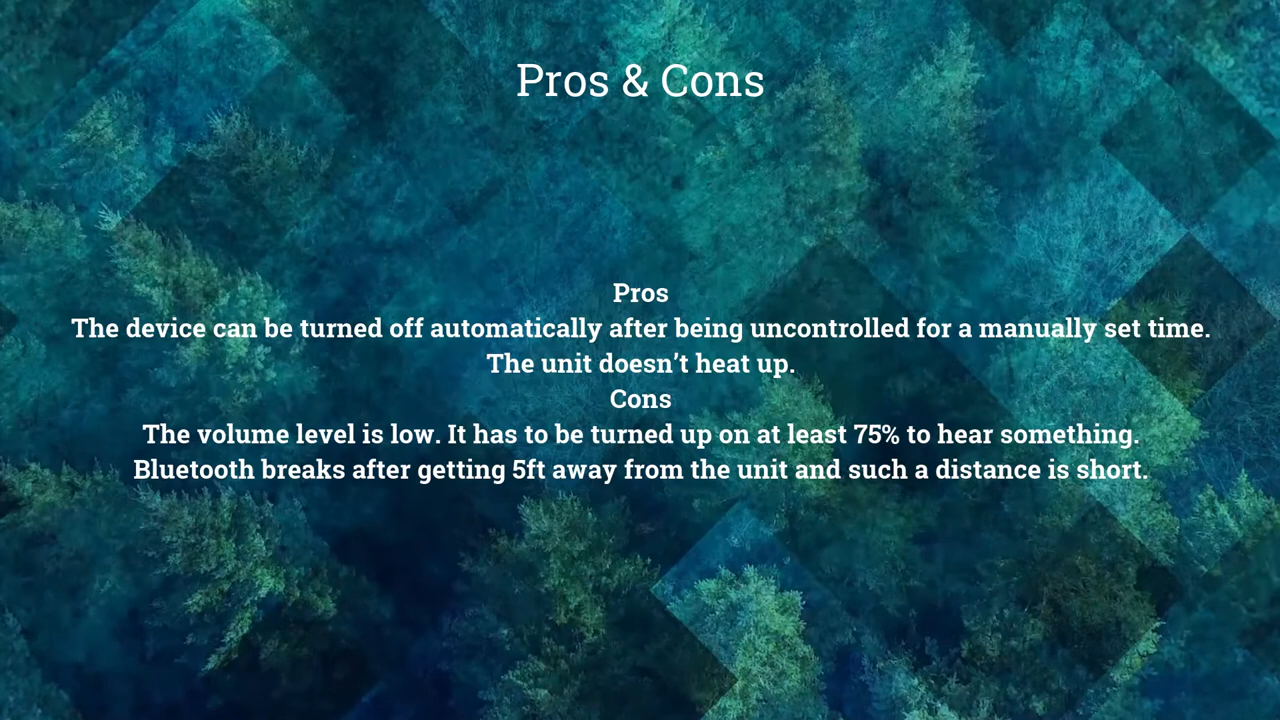 Pros & Cons
Pros
The device can be turned off automatically after being uncontrolled for a manually set time.
The unit doesn’t heat up.
Cons
The volume level is low. It has to be turned up on at least 75% to hear something.
Bluetooth breaks after getting 5ft away from the unit and such a distance is short.